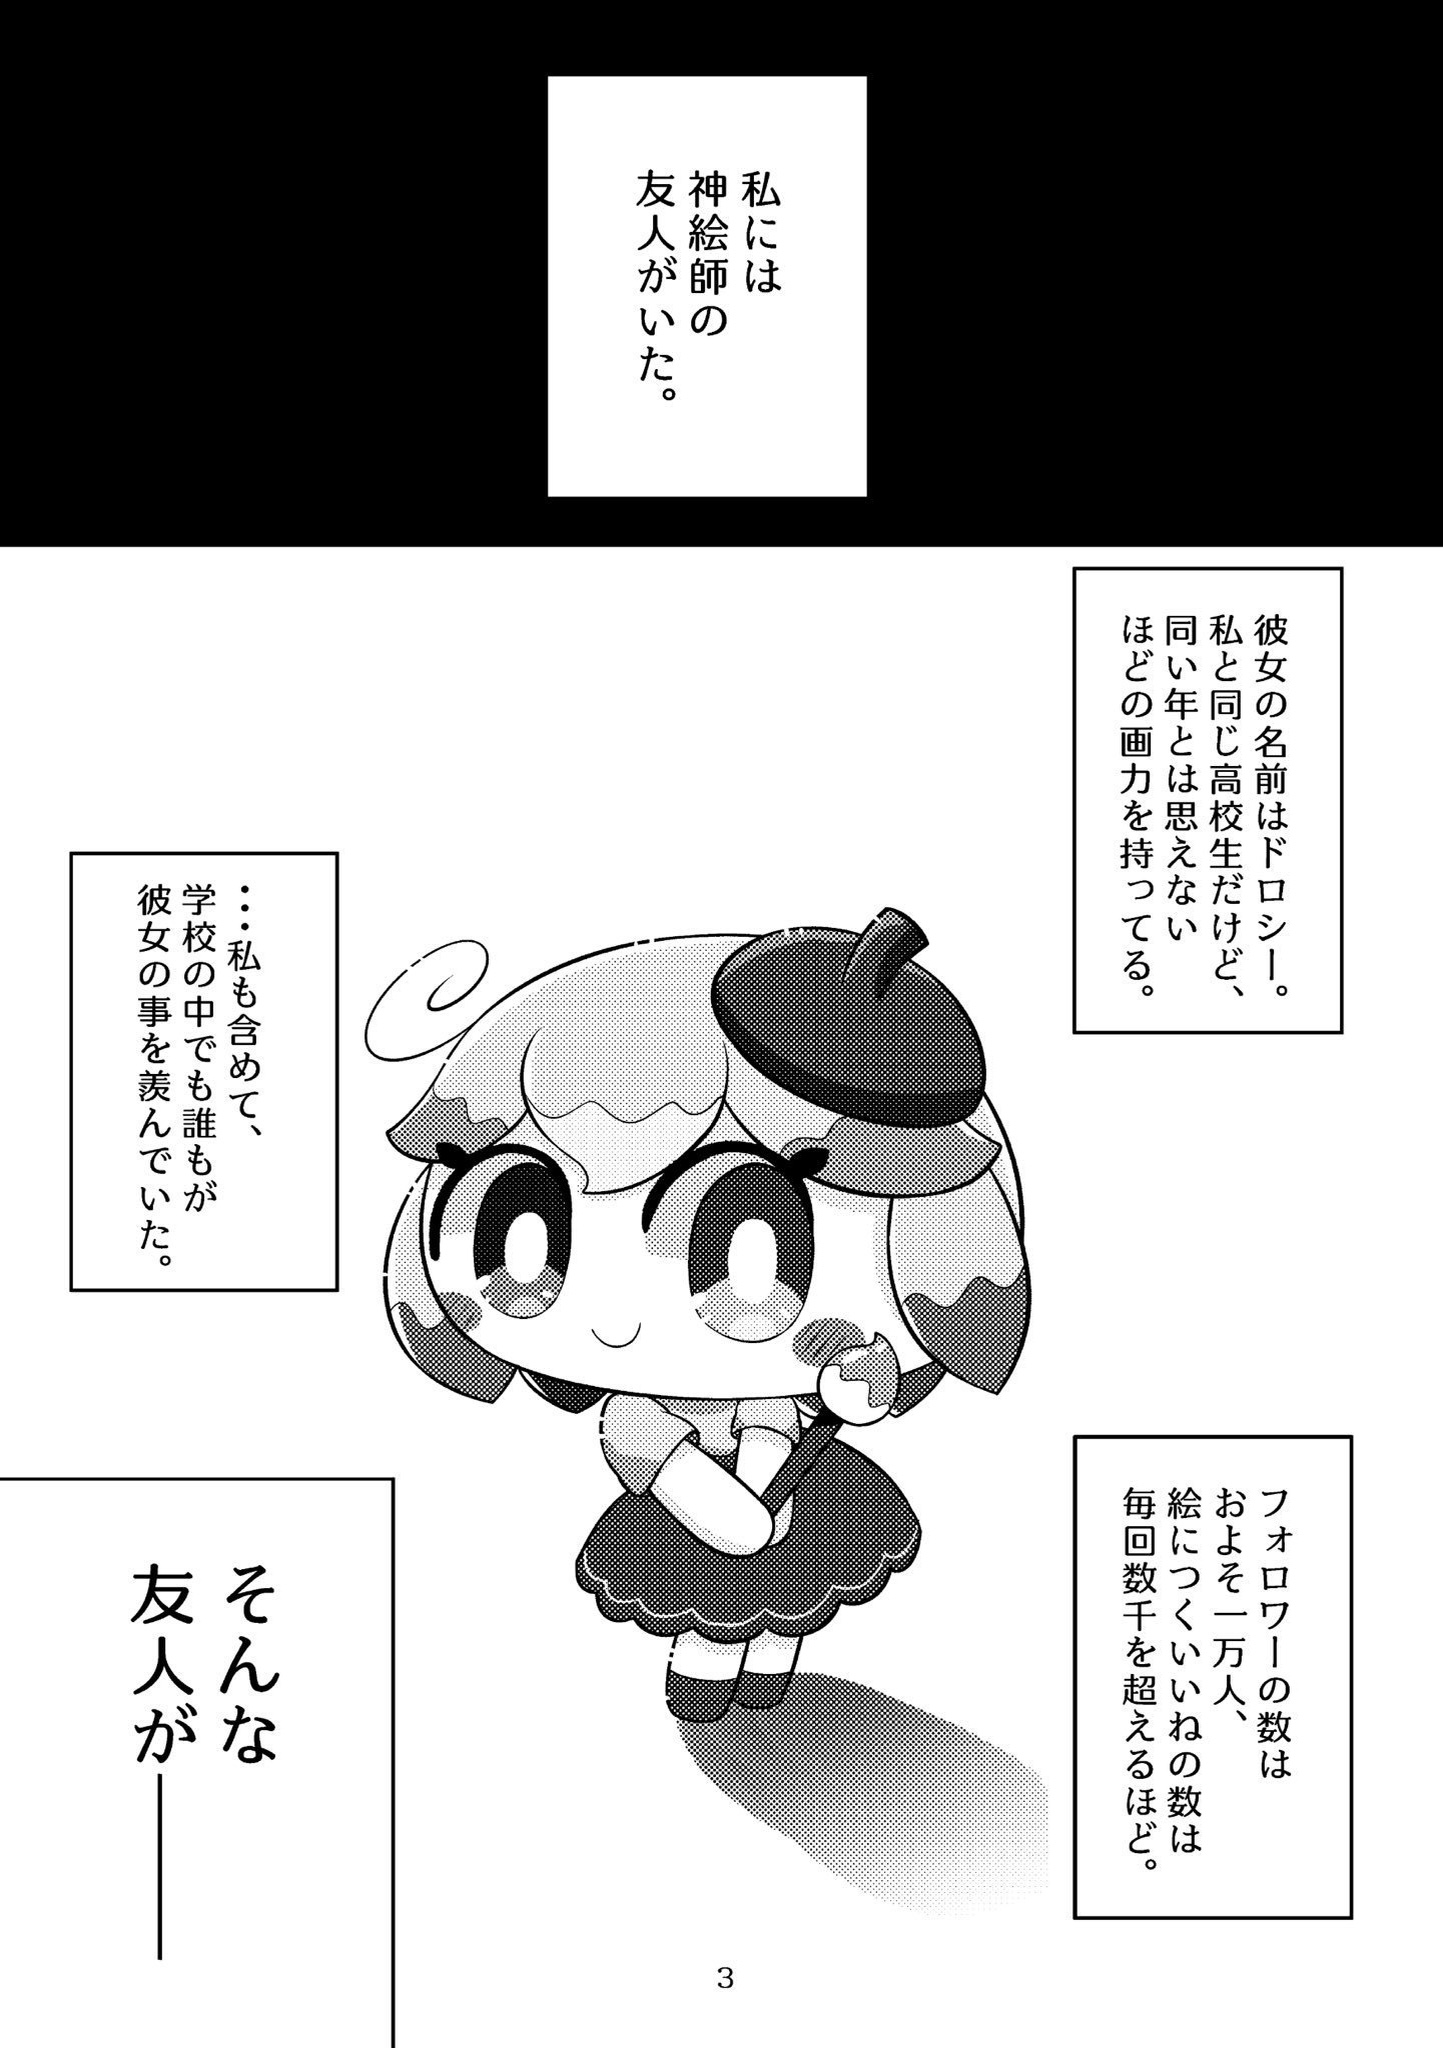 私には
神絵師の
友人がいた。
彼女の名前はドロシー。
私と同じ高校生だけど、
同い年とは思えない
ほどの画力を持ってる。
・・・私も含めて、
学校の中でも誰もが
彼女の事を羨んでいた。
フォロワーの数は
およそ一万人、
絵につくいいねの数は
毎回数千を超えるほど。
そんな
友人が――
3